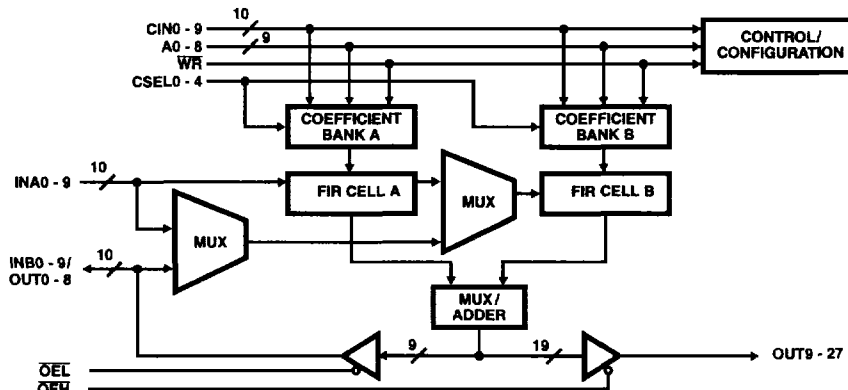 CIN0 - 9
10
A0 - 8
9
WR
CSEL0 - 4
CONTROL/
CONFIGURATION
COEFFICIENT
BANK A
COEFFICIENT
BANK B
INA0 - 9
10
FIR CELL A
MUX
FIR CELL B
MUX
INB0 - 9/
OUT0 - 8
10
MUX /
ADDER
9
19
OUT9 - 27
OEL
OEH